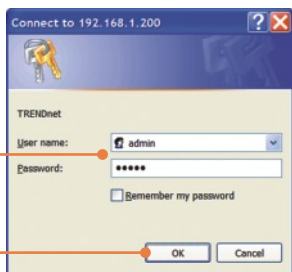 Connect to 192.168.1.200
TRENDnet
User name: admin
Password: •••••
Remember my password
OK Cancel